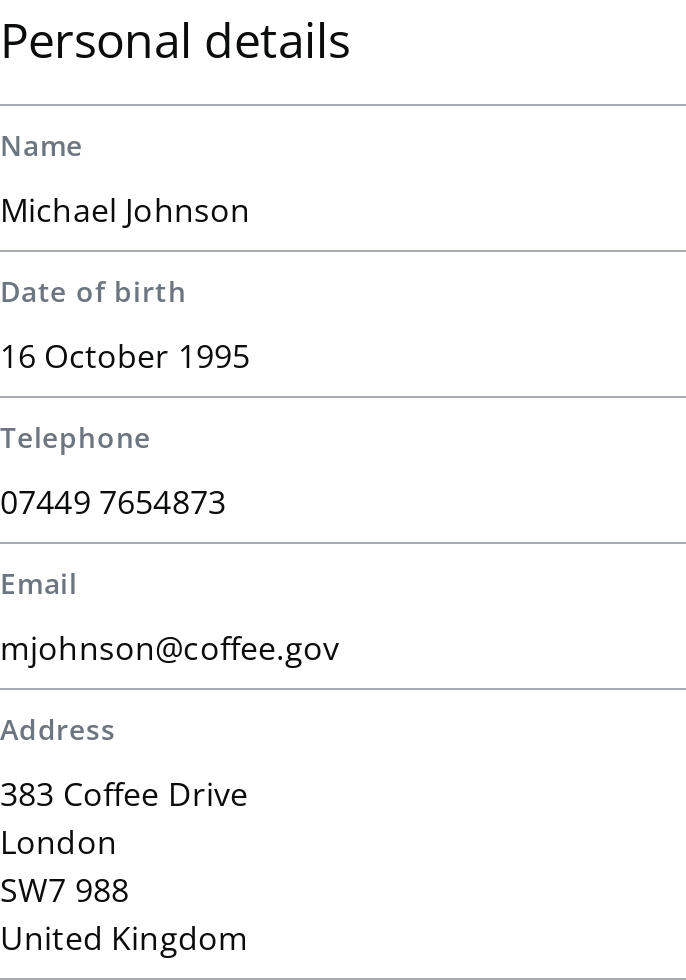 Personal details
Name
Michael Johnson
Date of birth
16 October 1995
Telephone
07449 7654873
Email
mjohnson@coffee.gov
Address
383 Coffee Drive
London
SW7 988
United Kingdom